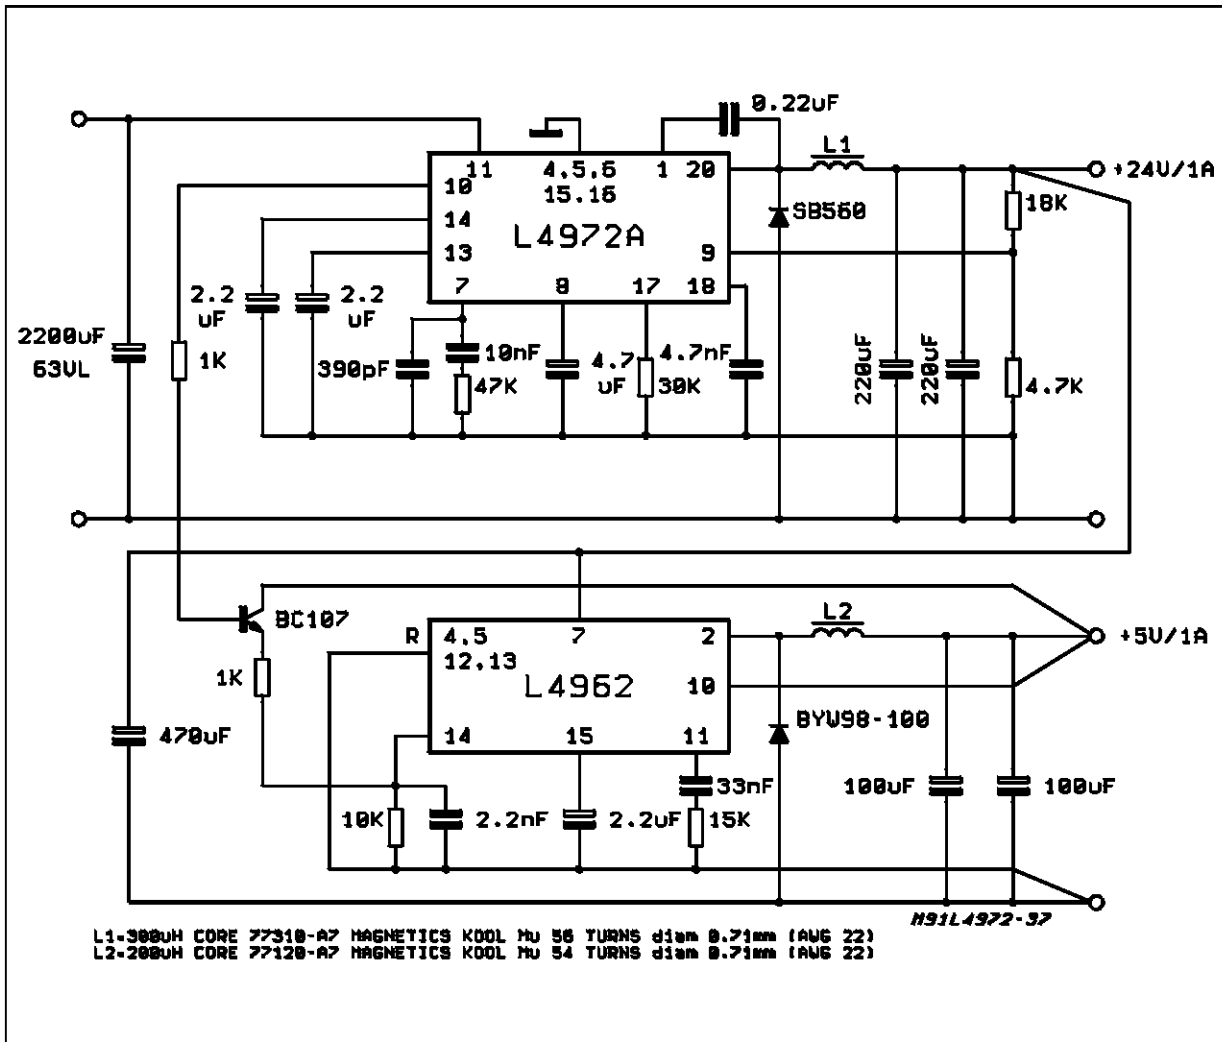 0.22uF
L1
11
4,5,6
1
20
+24V/1A
10
15.16
14
SB560
18K
L4972A
13
9
7
8
17
18
2.2
uF
2.2
uF
2200uF
63VL
1K
390pF
10nF
47K
4.7
uF
4.7nF
30K
220uF
220uF
4.7K
BC107
L2
R
4.5
12,13
7
2
+5V/1A
1K
L4962
10
470uF
14
15
11
BYW98-100
33nF
100uF
100uF
10K
2.2nF
2.2uF
15K
M91L4972-37
L1=300uH CORE 77310-A7 MAGNETICS KOOL Mu 56 TURNS diam 0.71mm (AWG 22)
L2=200uH CORE 77120-A7 MAGNETICS KOOL Mu 54 TURNS diam 0.71mm (AWG 22)